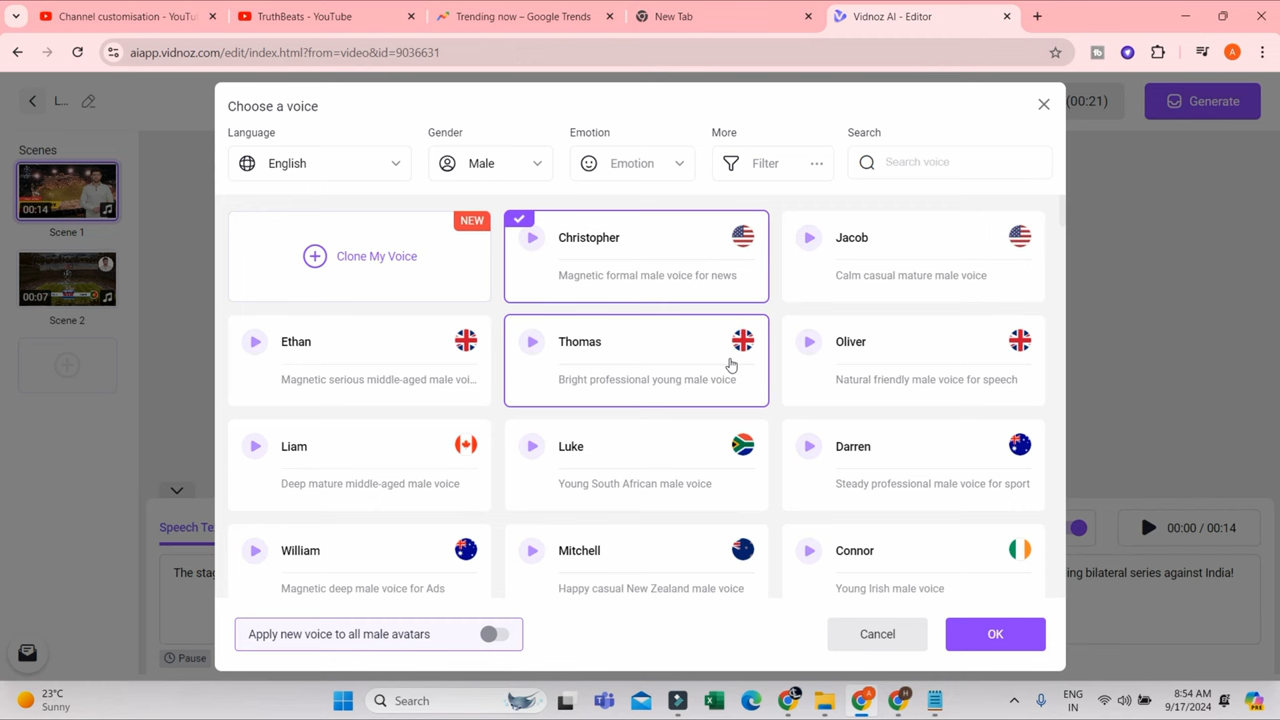 Channel customisation - YouTu
TruthBeats - YouTube
Trending now – Google Trends
New Tab
Vidnoz AI - Editor
aiapp.vidnoz.com/edit/index.html?from=video&id=9036631
A
L...
(00:21)
Generate
Choose a voice
Language
Gender
Emotion
More
Search
English
Male
Emotion
Filter
Search voice
Scenes
00:14
Scene 1
00:07
Scene 2
NEW
Clone My Voice
Christopher
Magnetic formal male voice for news
Jacob
Calm casual mature male voice
Ethan
Magnetic serious middle-aged male voi...
Thomas
Bright professional young male voice
Oliver
Natural friendly male voice for speech
Liam
Deep mature middle-aged male voice
Luke
Young South African male voice
Darren
Steady professional male voice for sport
William
Magnetic deep male voice for Ads
Mitchell
Happy casual New Zealand male voice
Connor
Young Irish male voice
Speech Te
00:00 / 00:14
The stag
ing bilateral series against India!
Pause
Apply new voice to all male avatars
Cancel
OK
23°C
Sunny
Search
ENG
IN
8:54 AM
9/17/2024